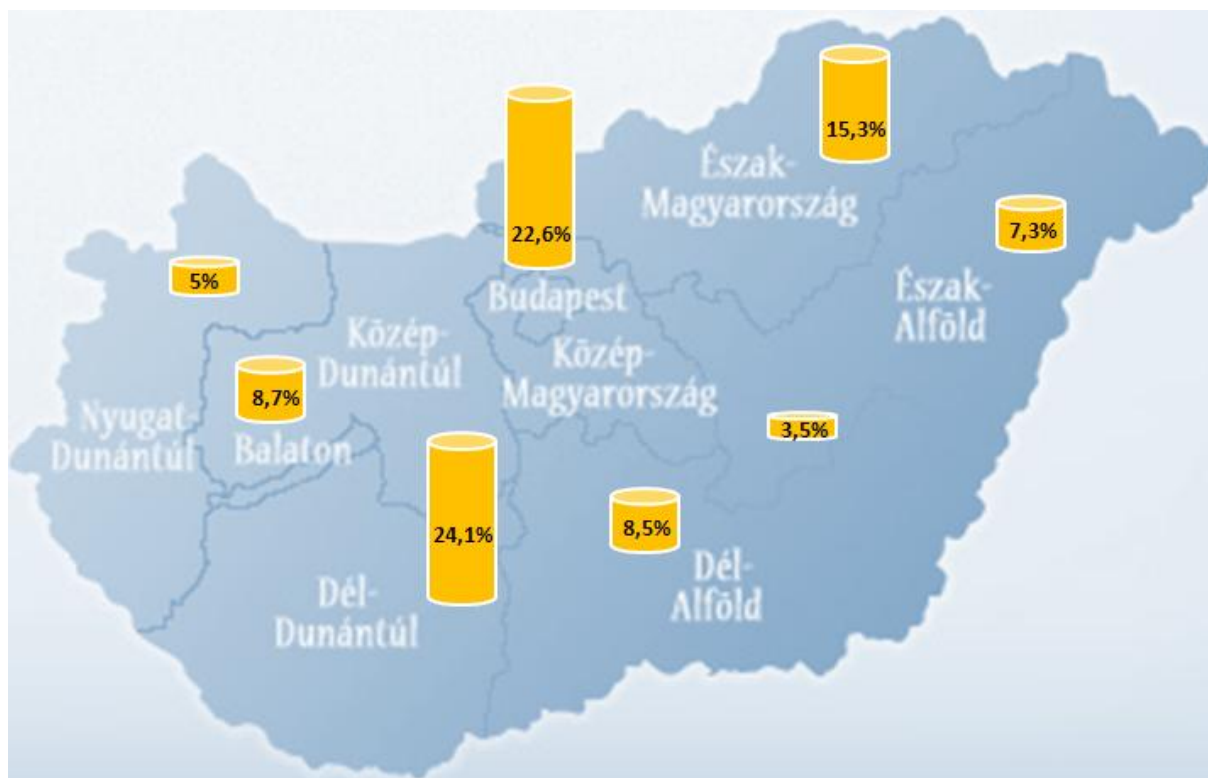 15,3%
Észak-
Magyarország
22,6%
7,3%
5%
Budapest
Észak-
Alföld
Közép-
Dunántúl
Közép-
Magyarország
8,7%
Nyugat-
Dunántúl
Balaton
3,5%
24,1%
8,5%
Dél-
Alföld
Dél-
Dunántúl